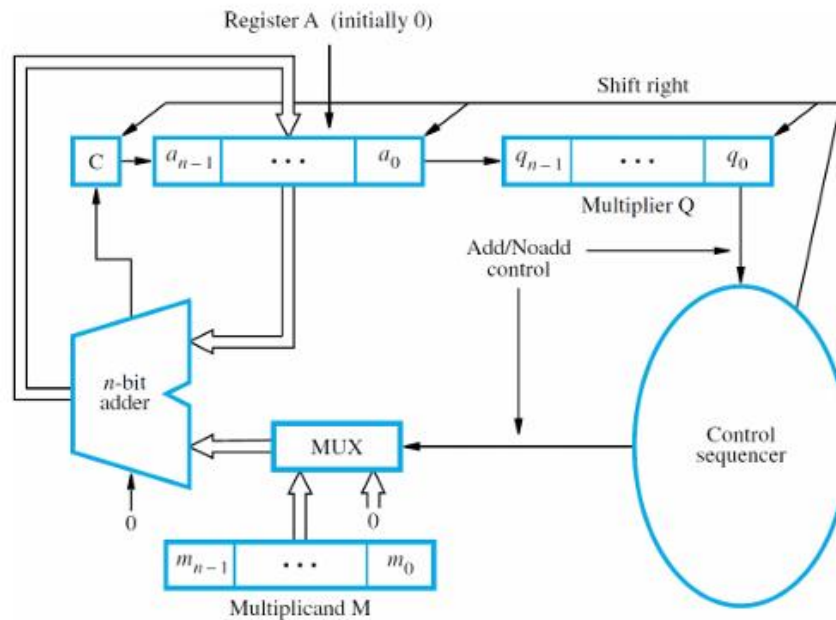 Register A (initially 0)
Shift right
C
a_{n−1} ⋯ a_0
q_{n−1} ⋯ q_0
Multiplier Q
Add/Noadd
control
n-bit
adder
MUX
Control
sequencer
0
0
m_{n−1} ⋯ m_0
Multiplicand M